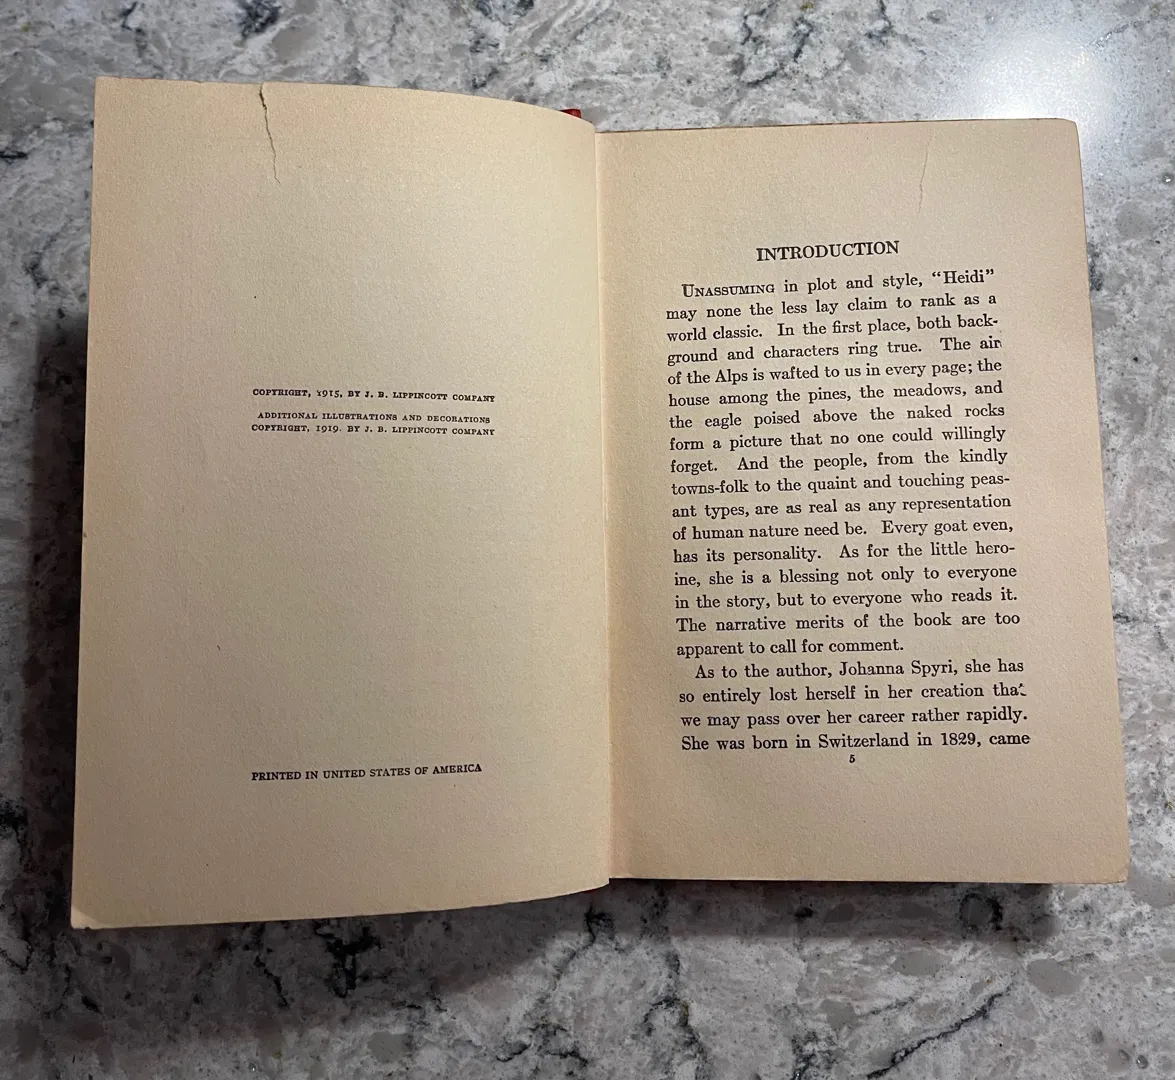 COPYRIGHT, 1915, BY J. B. LIPPINCOTT COMPANY
ADDITIONAL ILLUSTRATIONS AND DECORATIONS
COPYRIGHT, 1919. BY J. B. LIPPINCOTT COMPANY
PRINTED IN UNITED STATES OF AMERICA
INTRODUCTION
UNASSUMING in plot and style, “Heidi”
may none the less lay claim to rank as a
world classic. In the first place, both back-
ground and characters ring true. The air
of the Alps is wafted to us in every page; the
house among the pines, the meadows, and
the eagle poised above the naked rocks
form a picture that no one could willingly
forget. And the people, from the kindly
towns-folk to the quaint and touching peas-
ant types, are as real as any representation
of human nature need be. Every goat even,
has its personality. As for the little hero-
ine, she is a blessing not only to everyone
in the story, but to everyone who reads it.
The narrative merits of the book are too
apparent to call for comment.
As to the author, Johanna Spyri, she has
so entirely lost herself in her creation that
we may pass over her career rather rapidly.
She was born in Switzerland in 1829, came
5